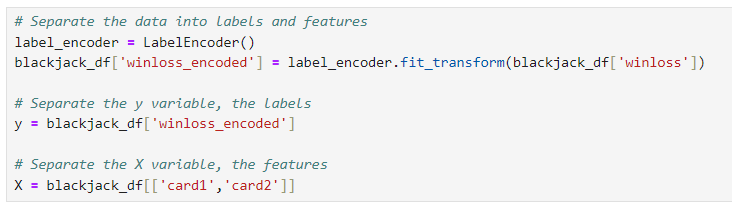 # Separate the data into labels and features
label_encoder = LabelEncoder()
blackjack_df['winloss_encoded'] = label_encoder.fit_transform(blackjack_df['winloss'])
# Separate the y variable, the labels
y = blackjack_df['winloss_encoded']
# Separate the X variable, the features
X = blackjack_df[['card1','card2']]